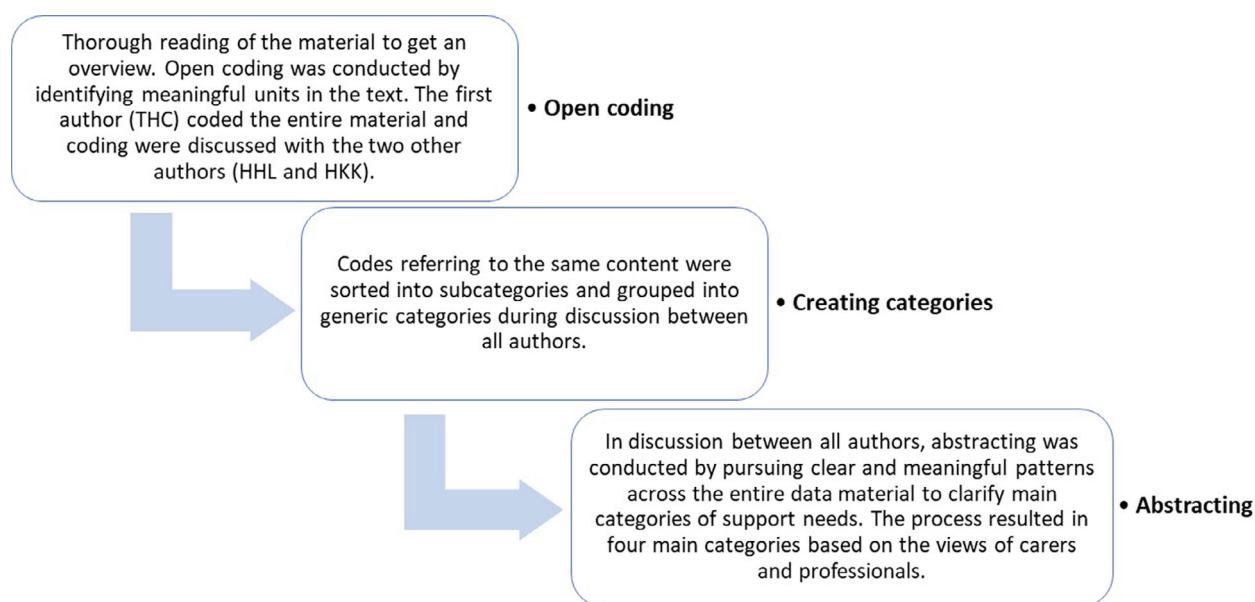 Thorough reading of the material to get an
overview. Open coding was conducted by
identifying meaningful units in the text. The first
author (THC) coded the entire material and
coding were discussed with the two other
authors (HHL and HKK).
• Open coding
Codes referring to the same content were
sorted into subcategories and grouped into
generic categories during discussion between
all authors.
• Creating categories
In discussion between all authors, abstracting was
conducted by pursuing clear and meaningful patterns
across the entire data material to clarify main
categories of support needs. The process resulted in
four main categories based on the views of carers
and professionals.
• Abstracting